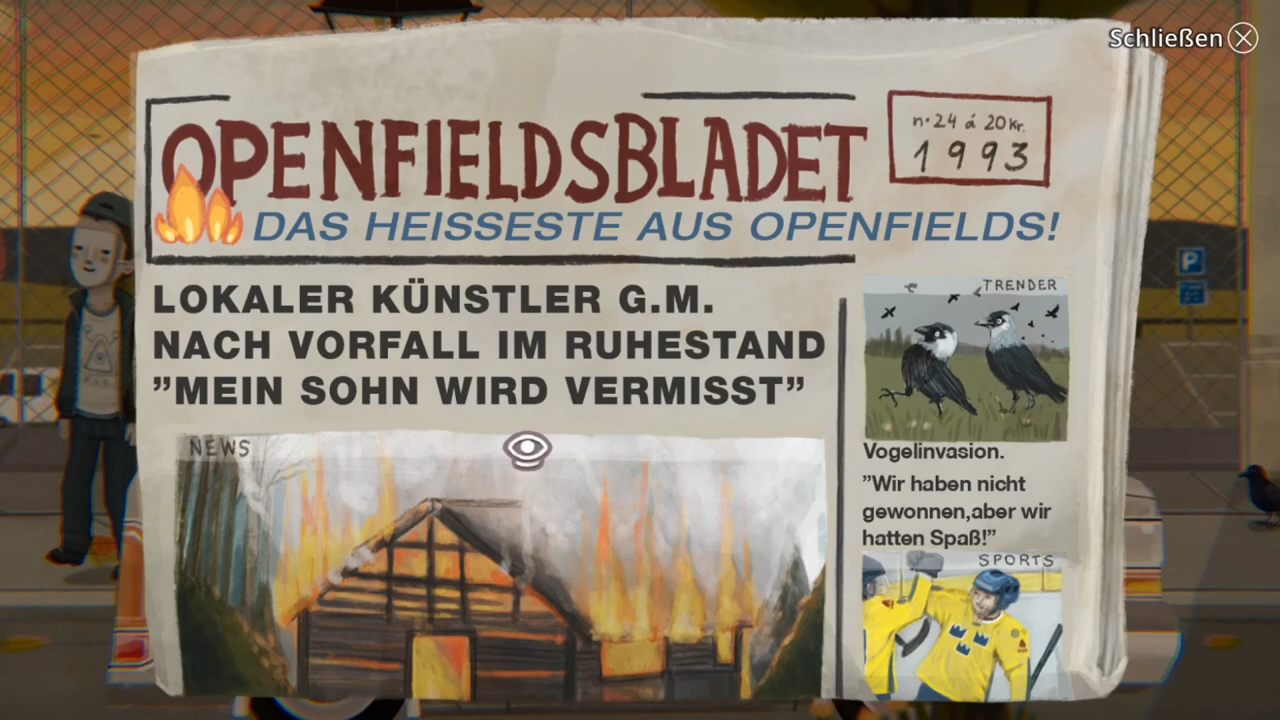 Schließen
OPENFIELDSBLADET
n.24 á 20 kr.
1993
DAS HEISSESTE AUS OPENFIELDS!
LOKALER KÜNSTLER G.M.
NACH VORFALL IM RUHESTAND
”MEIN SOHN WIRD VERMISST”
NEWS
TRENDER
Vogelinvasion.
”Wir haben nicht
gewonnen,aber wir
hatten Spaß!”
SPORTS
P